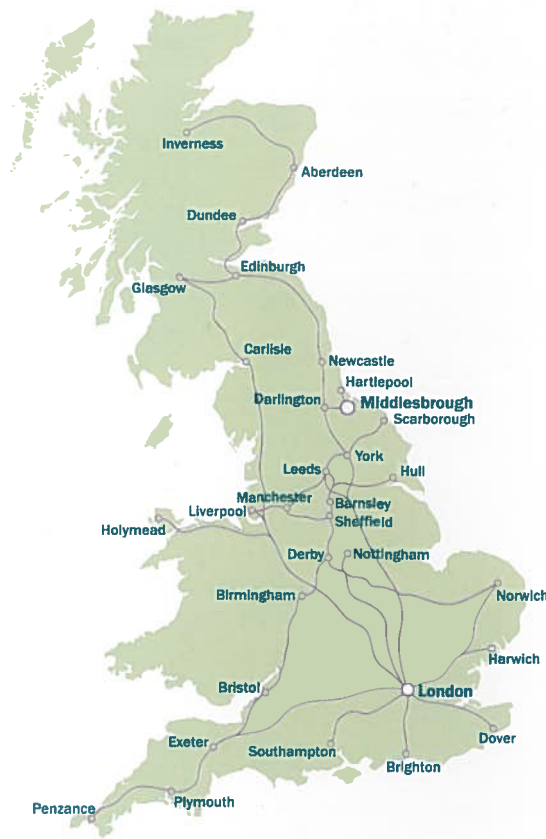 Inverness
Aberdeen
Dundee
Edinburgh
Glasgow
Carlisle
Newcastle
Hartlepool
Darlington
Middlesbrough
Scarborough
York
Leeds
Hull
Manchester
Barnsley
Liverpool
Sheffield
Holymead
Derby
Nottingham
Birmingham
Norwich
Harwich
Bristol
London
Exeter
Southampton
Dover
Brighton
Plymouth
Penzance